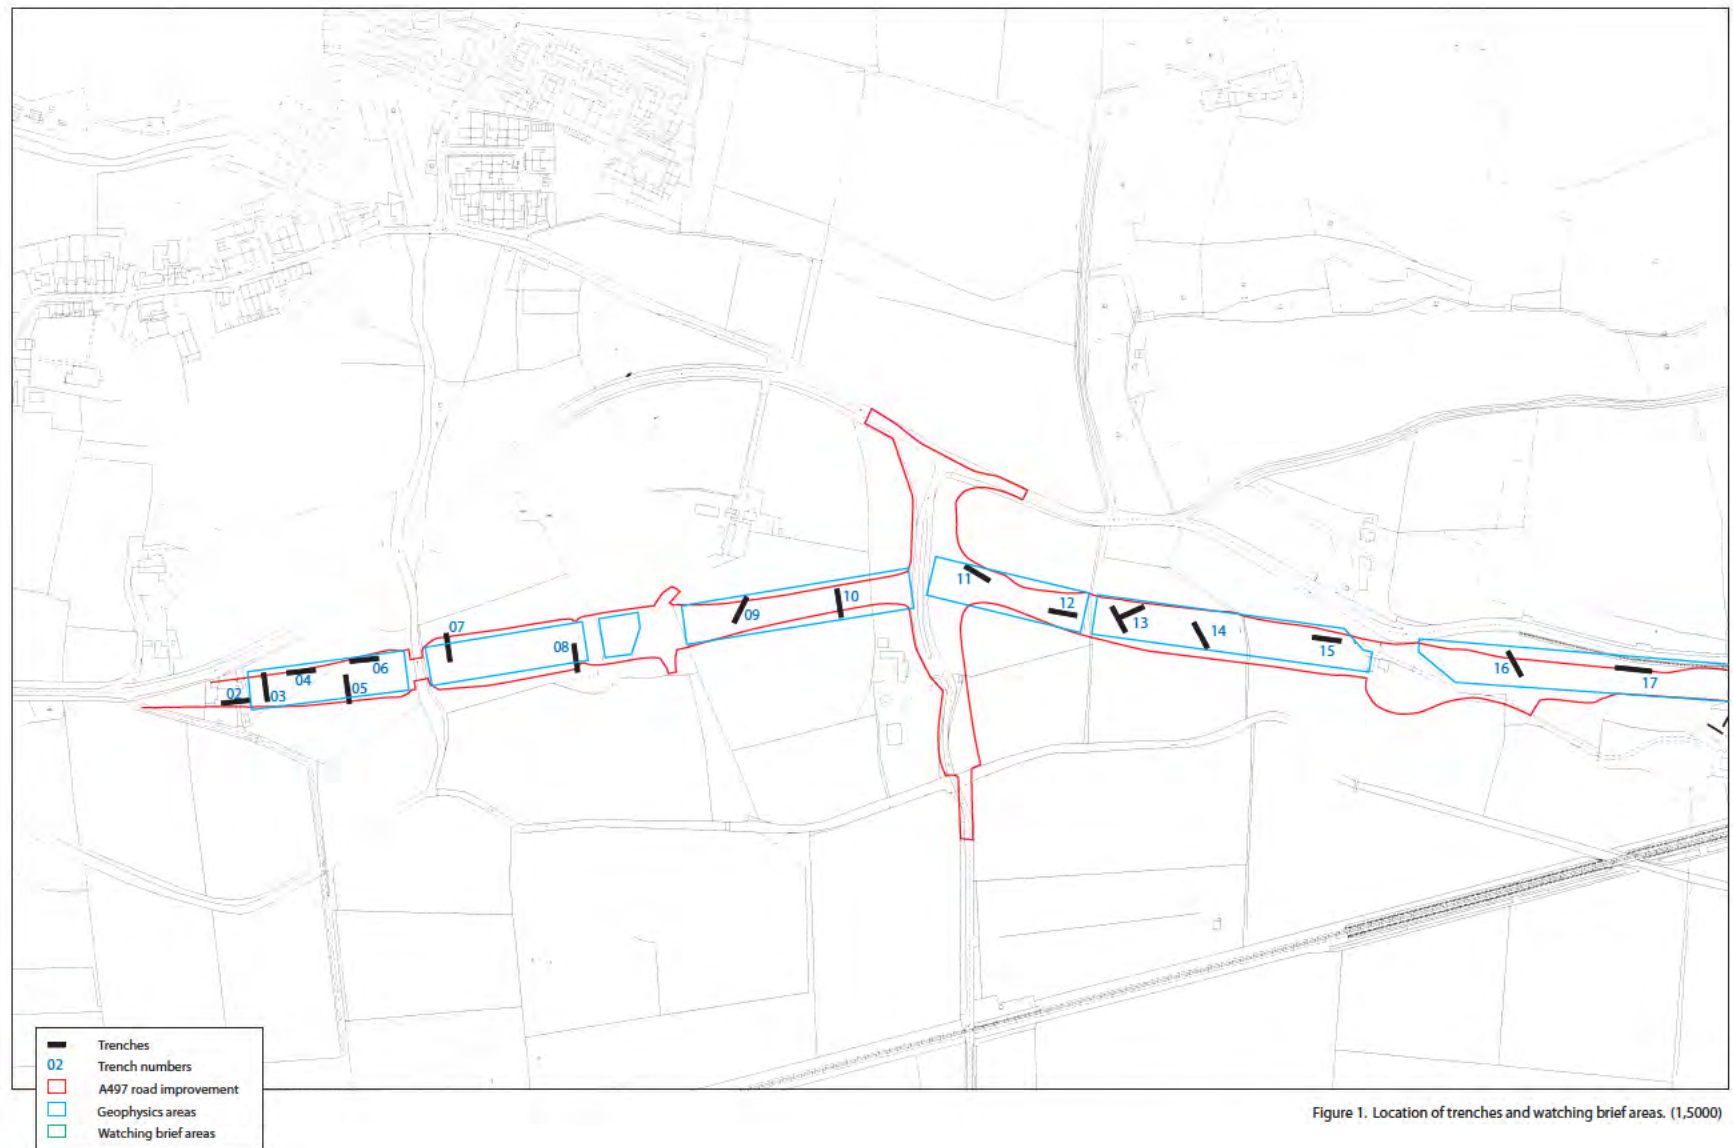 11
12
13
14
10
09
07
08
15
16
17
06
04
05
03
02
Trenches
02 Trench numbers
A497 road improvement
Geophysics areas
Watching brief areas
Figure 1. Location of trenches and watching brief areas. (1,5000)